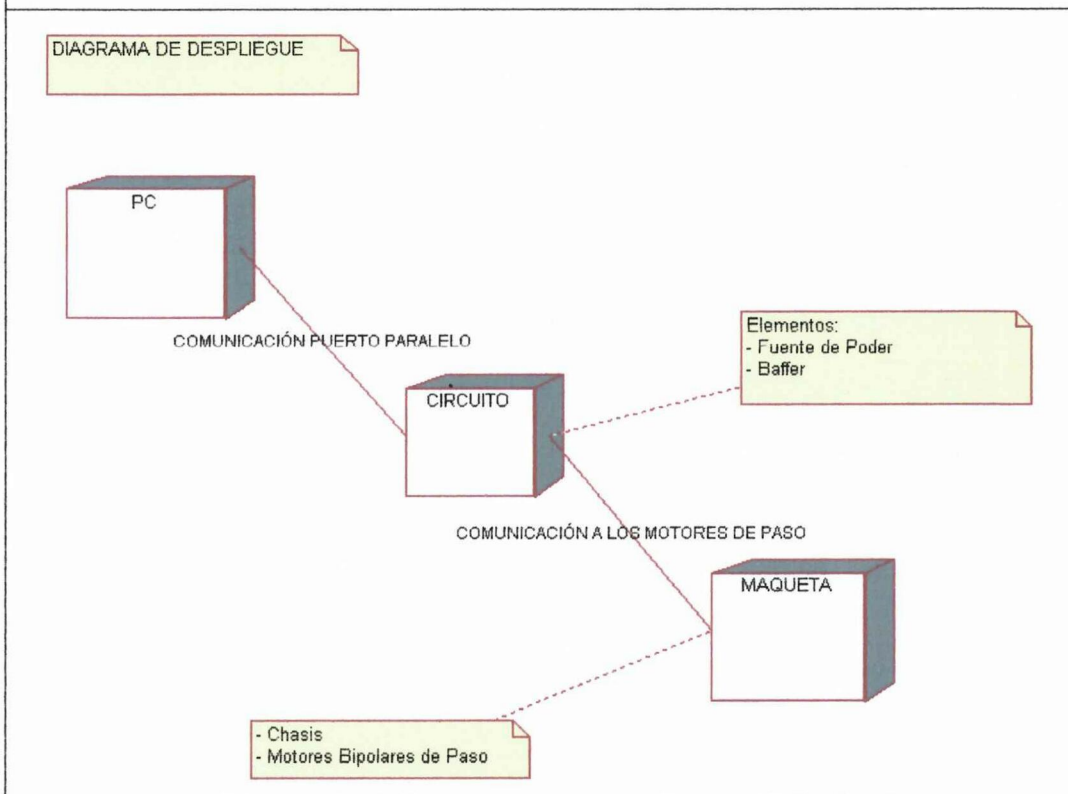 DIAGRAMA DE DESPLIEGUE
PC
COMUNICACIÓN PUERTO PARALELO
Elementos:
- Fuente de Poder
- Baffer
CIRCUITO
COMUNICACIÓN A LOS MOTORES DE PASO
MAQUETA
- Chasis
- Motores Bipolares de Paso